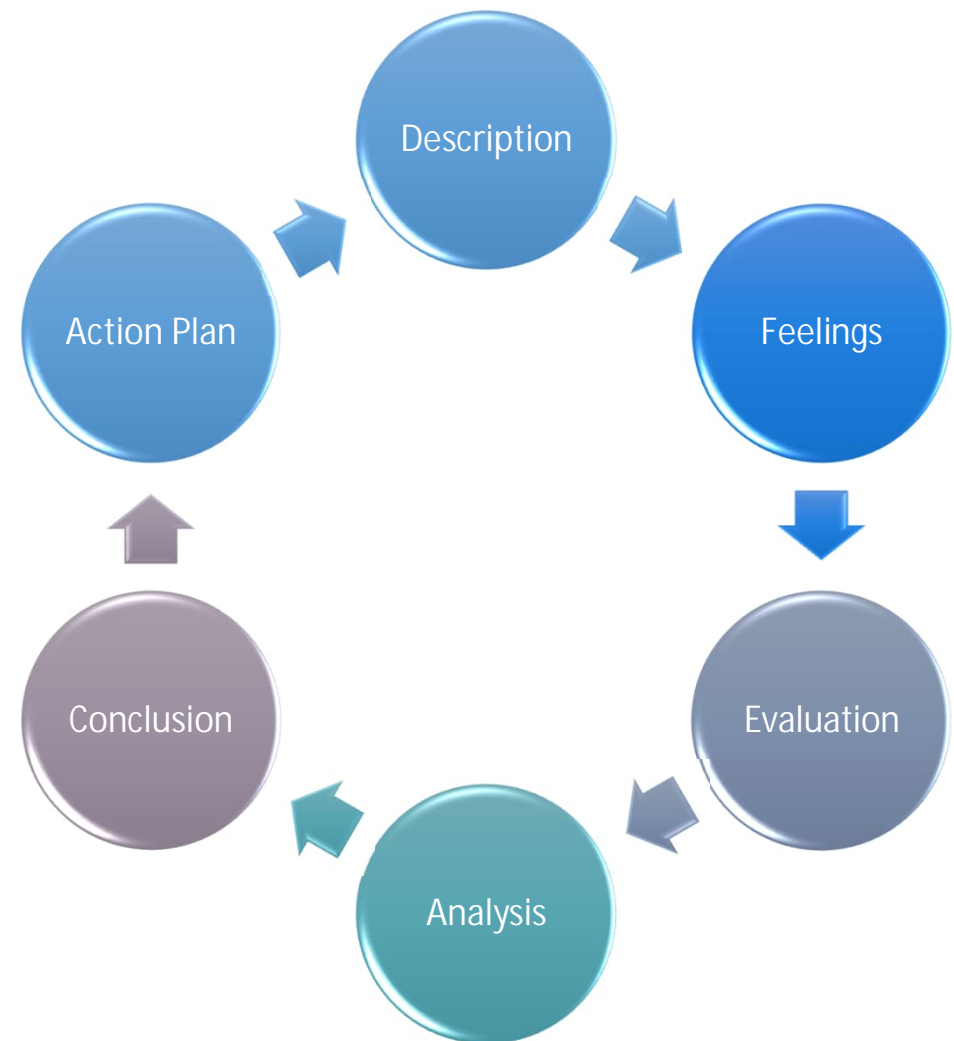 Description
Feelings
Evaluation
Analysis
Conclusion
Action Plan